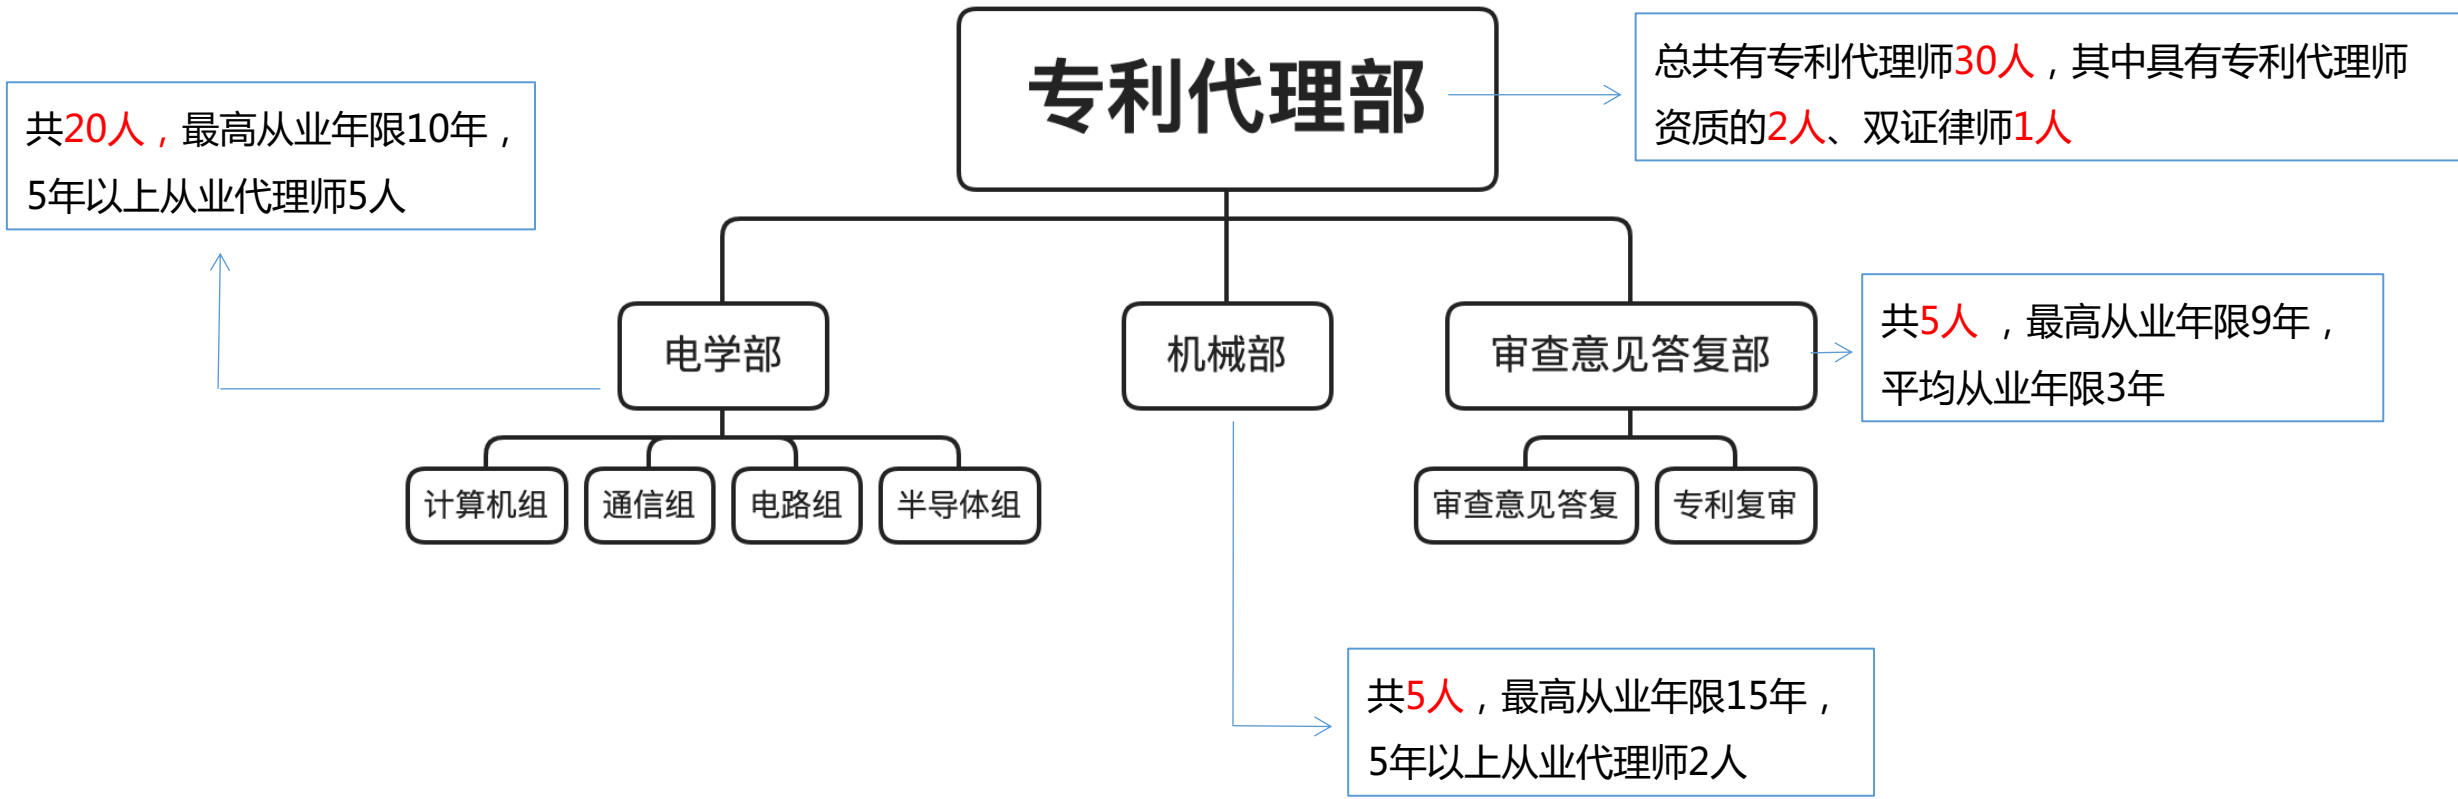 专利代理部
总共有专利代理师30人，其中具有专利代理师
资质的2人、双证律师1人
共20人，最高从业年限10年，
5年以上从业代理师5人
电学部
机械部
审查意见答复部
共5人 ，最高从业年限9年，
平均从业年限3年
计算机组
通信组
电路组
半导体组
审查意见答复
专利复审
共5人，最高从业年限15年，
5年以上从业代理师2人